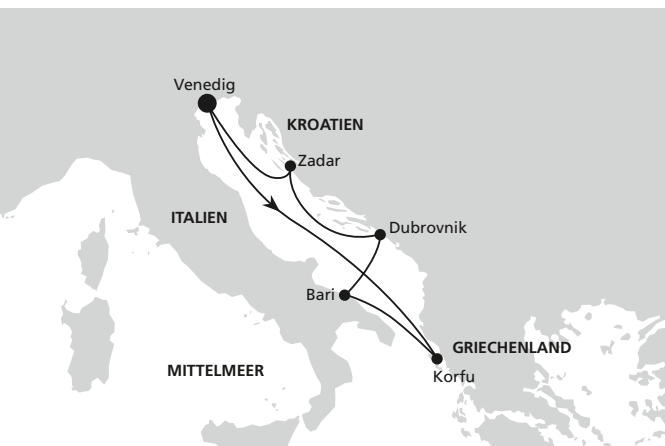 Venedig
KROATIEN
Zadar
ITALIEN
Dubrovnik
Bari
GRIECHENLAND
MITTELMEER
Korfu